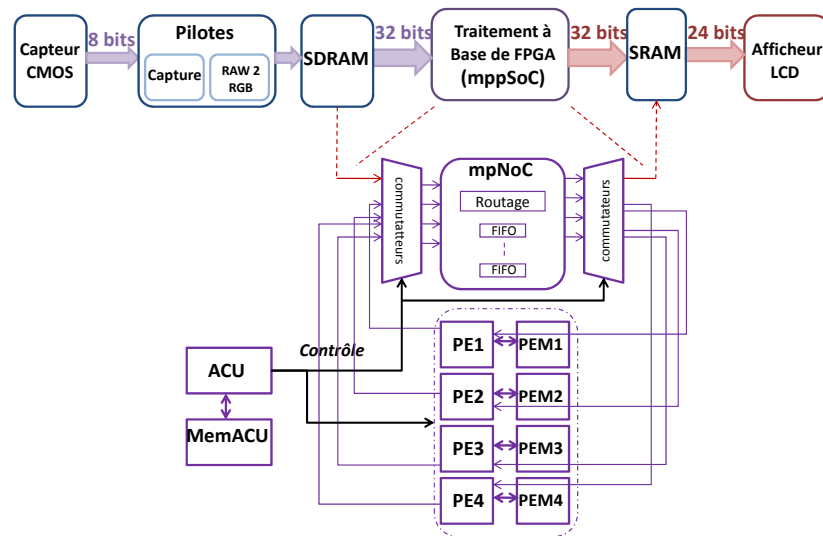 Capteur
CMOS
8 bits
Pilotes
Capture
RAW 2
RGB
SDRAM
32 bits
Traitement à
Base de FPGA
(mppSoC)
32 bits
SRAM
24 bits
Afficheur
LCD
commutatteurs
mpNoC
Routage
FIFO
FIFO
commutateurs
Contrôle
ACU
MemACU
PE1
PEM1
PE2
PEM2
PE3
PEM3
PE4
PEM4